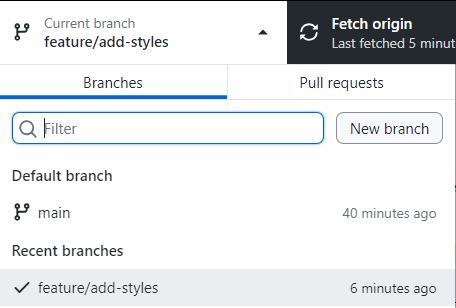 Current branch
feature/add-styles
Fetch origin
Last fetched 5 minut
Branches
Pull requests
Filter
New branch
Default branch
main
40 minutes ago
Recent branches
feature/add-styles
6 minutes ago